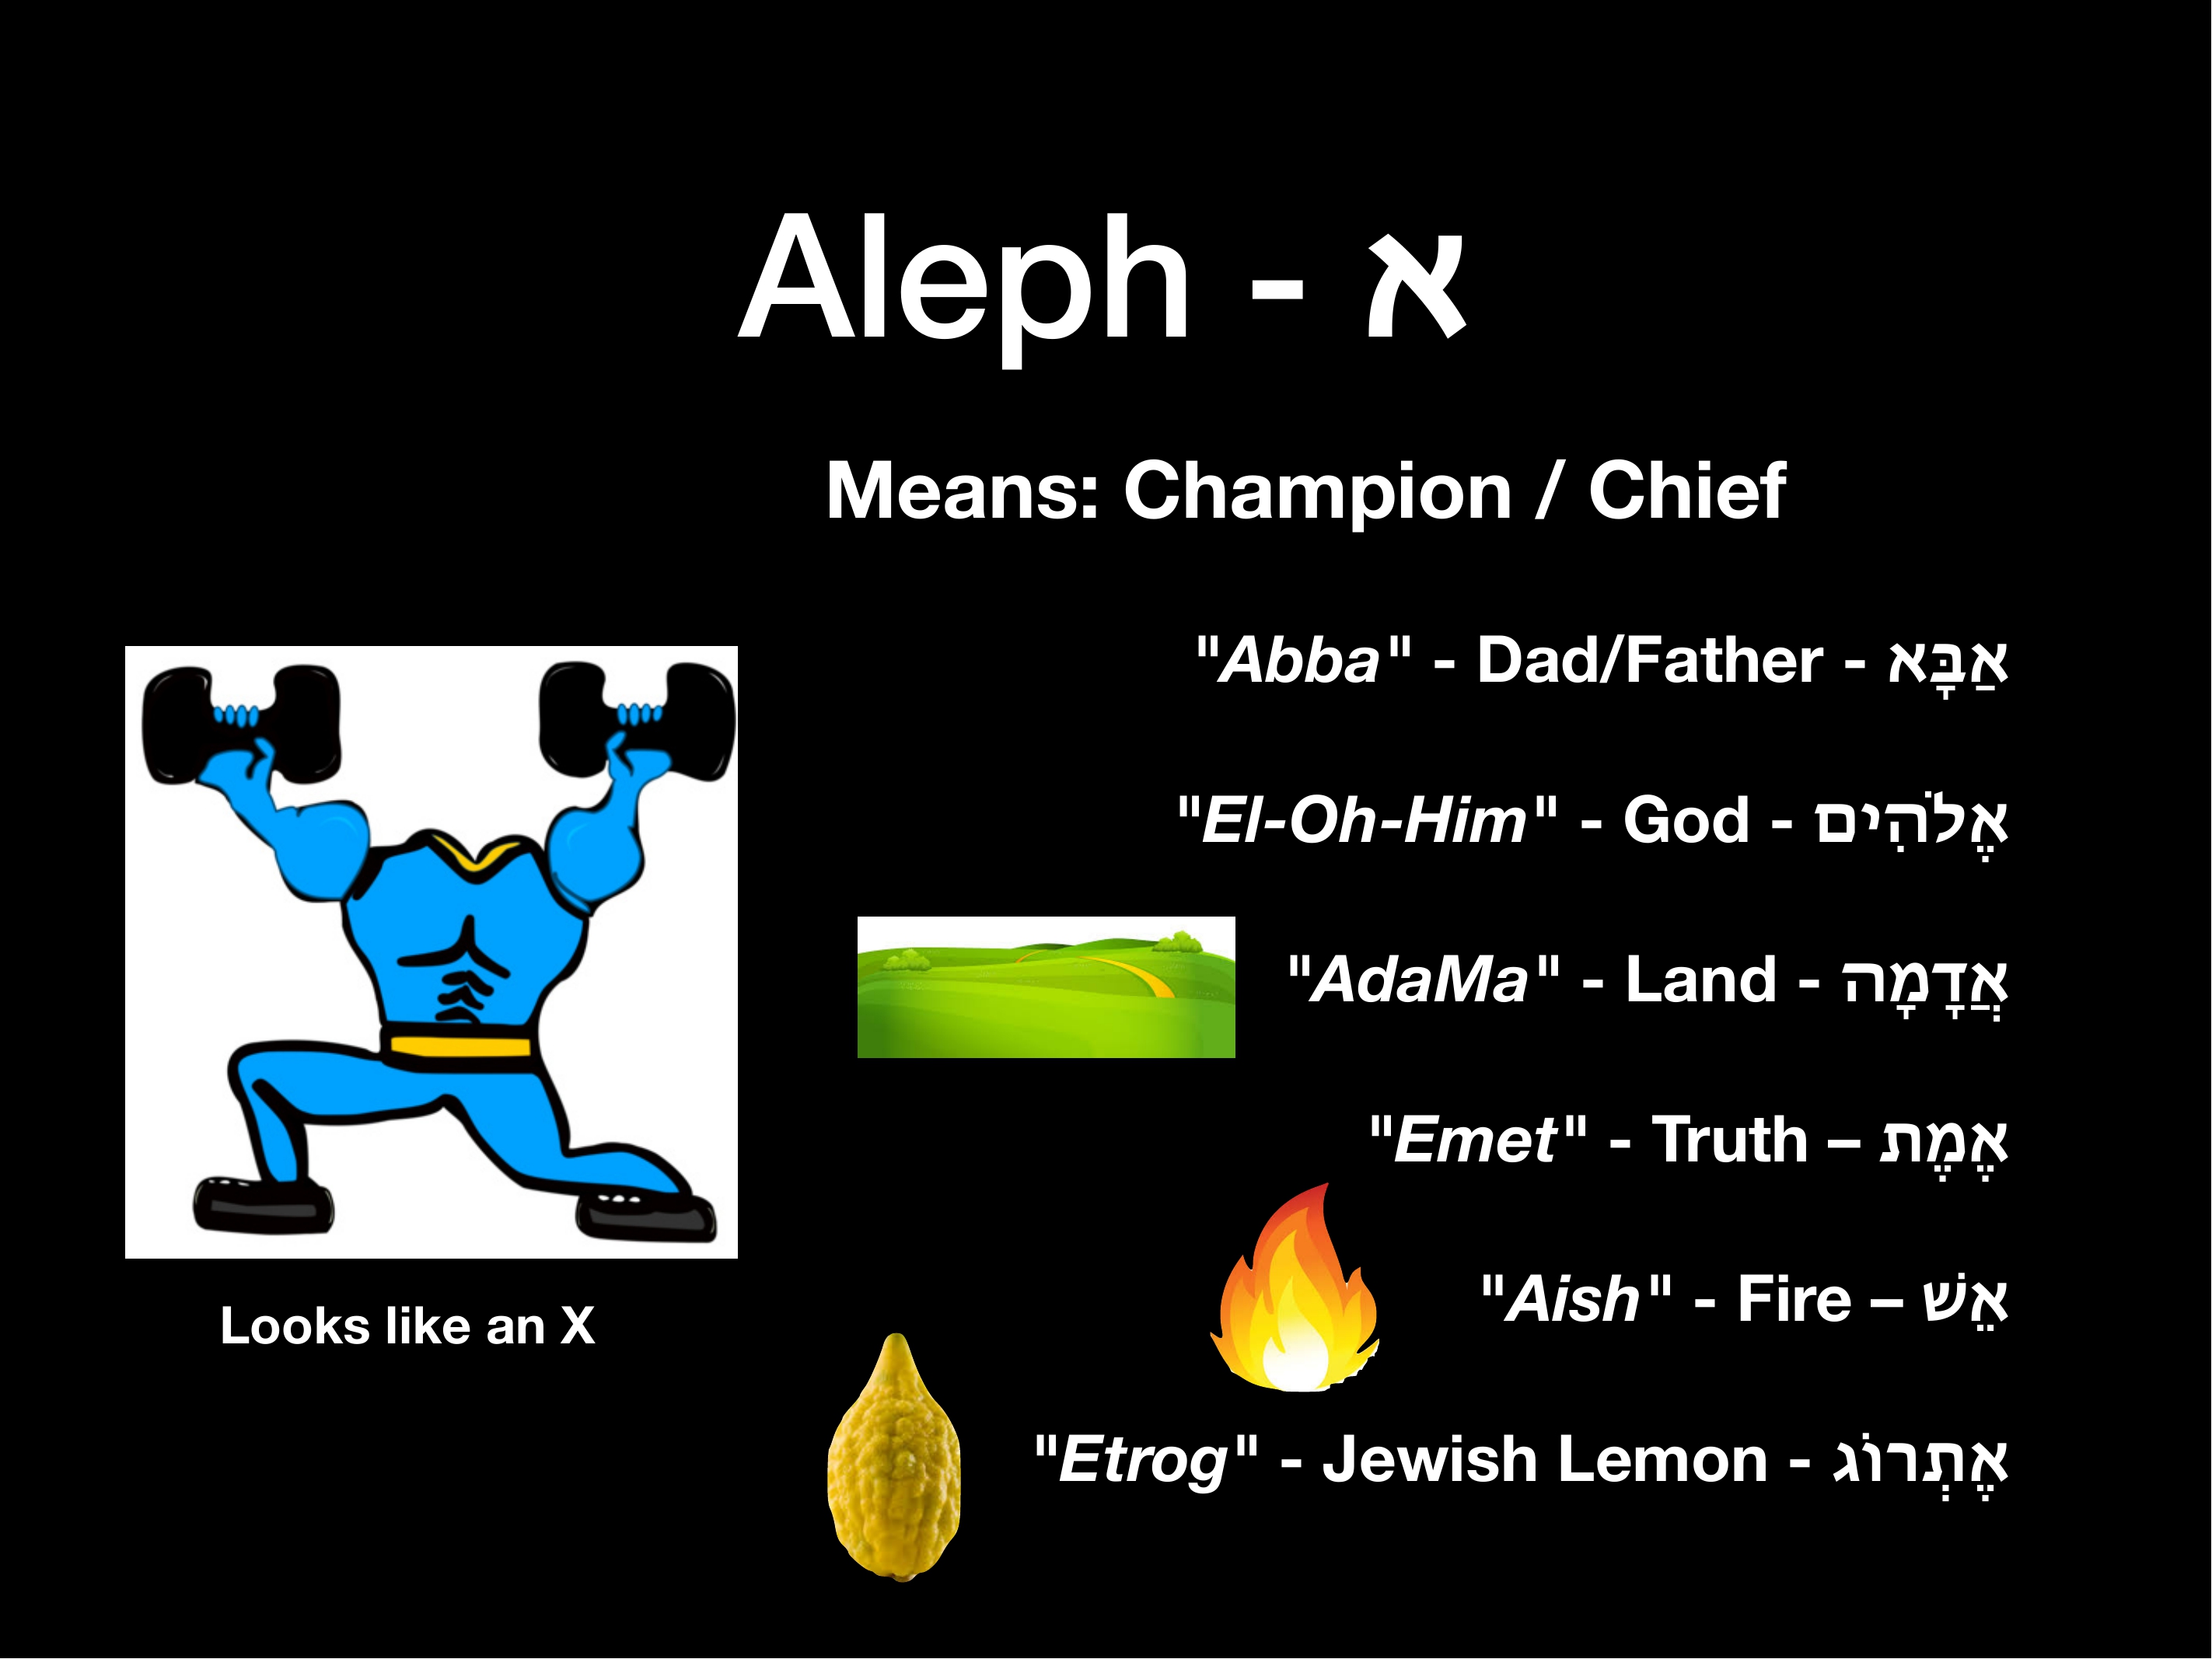 Aleph - א
Means: Champion / Chief
"Abba" - Dad/Father - אַבָּא
"El-Oh-Him" - God - אֱלֹהִים
"AdaMa" - Land - אֲדָמָה
"Emet" - Truth – אֶמֶת
"Aish" - Fire – אֵשׁ
"Etrog" - Jewish Lemon - אֶתְרוֹג
Looks like an X